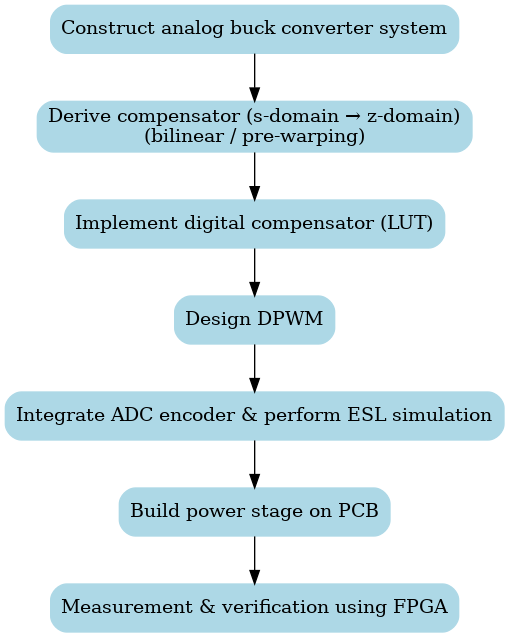 Construct analog buck converter system
Derive compensator (s-domain → z-domain)
(bilinear / pre-warping)
Implement digital compensator (LUT)
Design DPWM
Integrate ADC encoder & perform ESL simulation
Build power stage on PCB
Measurement & verification using FPGA